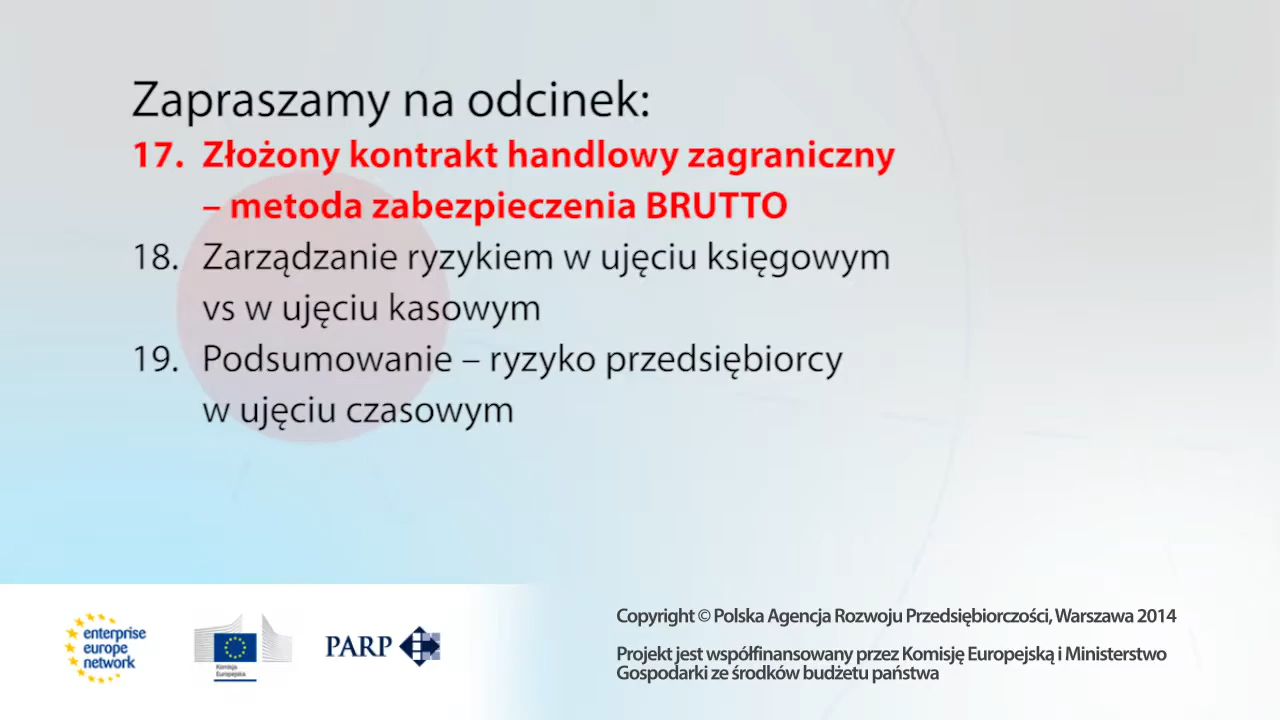 Zapraszamy na odcinek:
17. Złożony kontrakt handlowy zagraniczny
– metoda zabezpieczenia BRUTTO
18. Zarządzanie ryzykiem w ujęciu księgowym
vs w ujęciu kasowym
19. Podsumowanie – ryzyko przedsiębiorcy
w ujęciu czasowym
enterprise
europe
network
Komisja
Europejska
PARP
Copyright © Polska Agencja Rozwoju Przedsiębiorczości, Warszawa 2014
Projekt jest współfinansowany przez Komisję Europejską i Ministerstwo
Gospodarki ze środków budżetu państwa